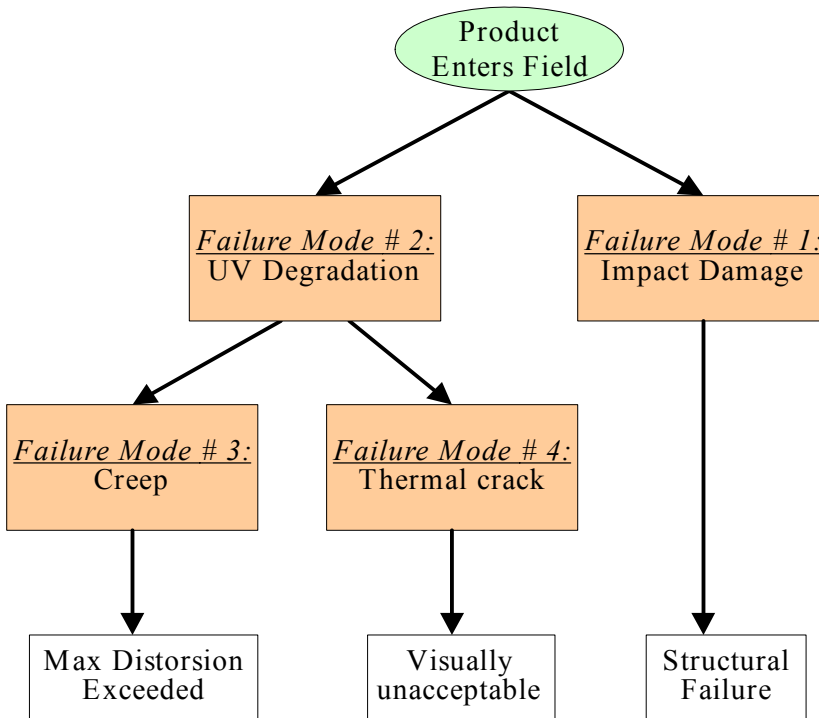 Product
Enters Field
Failure Mode # 2:
UV Degradation
Failure Mode # 1:
Impact Damage
Failure Mode # 3:
Creep
Failure Mode # 4:
Thermal crack
Max Distorsion
Exceeded
Visually
unacceptable
Structural
Failure